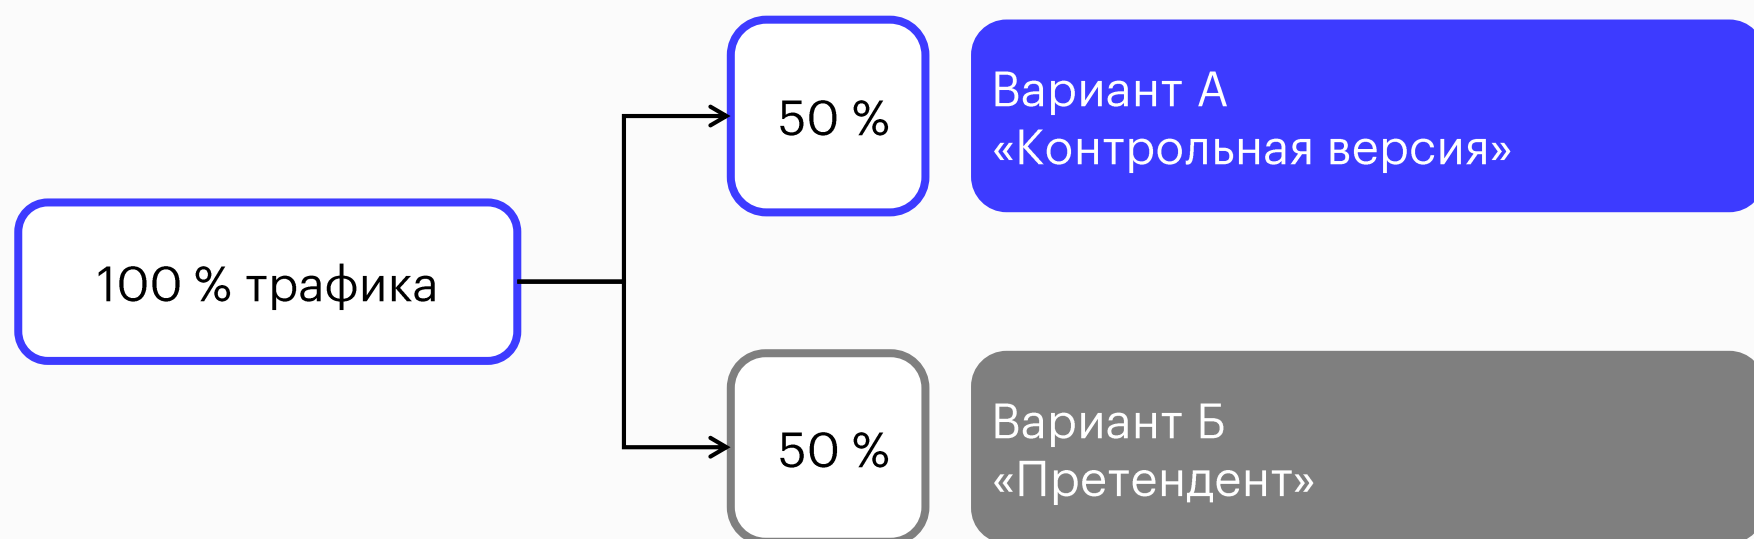 100 % трафика
50 %
Вариант А
«Контрольная версия»
50 %
Вариант Б
«Претендент»